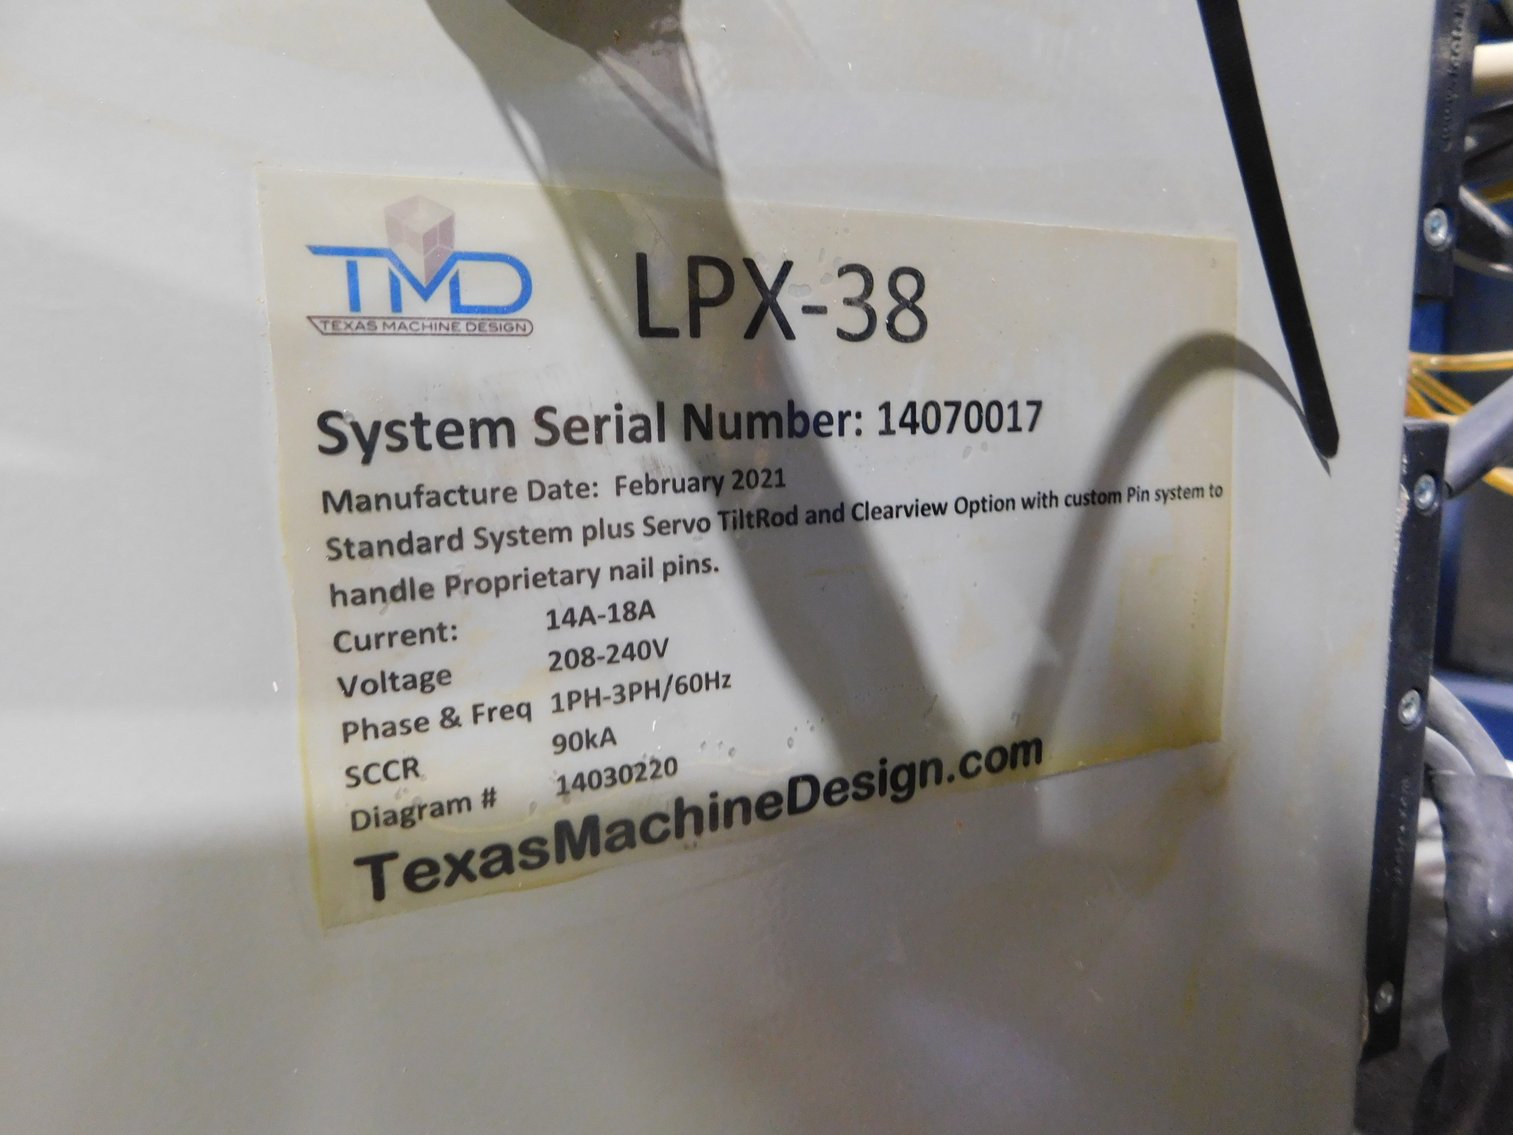 TMD
TEXAS MACHINE DESIGN
LPX-38
System Serial Number: 14070017
Manufacture Date: February 2021
Standard System plus Servo TiltRod and Clearview Option with custom Pin system to
handle Proprietary nail pins.
Current: 14A-18A
Voltage 208-240V
Phase & Freq 1PH-3PH/60Hz
SCCR 90kA
Diagram # 14030220
TexasMachineDesign.com